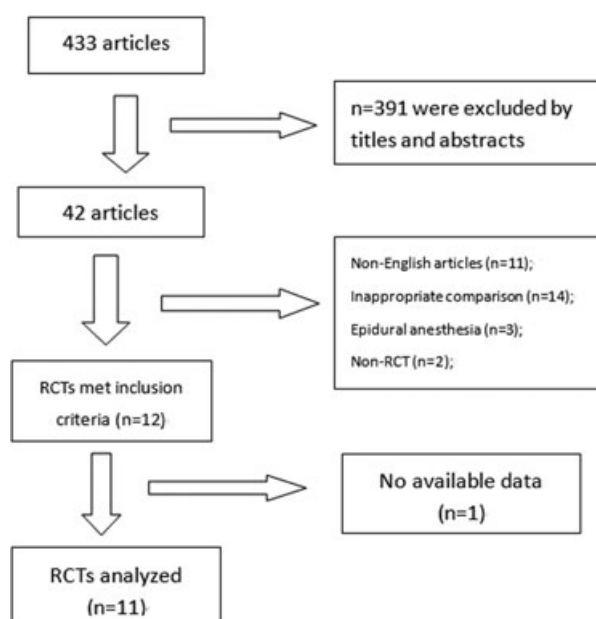 433 articles
n=391 were excluded by
titles and abstracts
42 articles
Non-English articles (n=11);
Inappropriate comparison (n=14);
Epidural anesthesia (n=3);
Non-RCT (n=2);
RCTs met inclusion
criteria (n=12)
No available data
(n=1)
RCTs analyzed
(n=11)